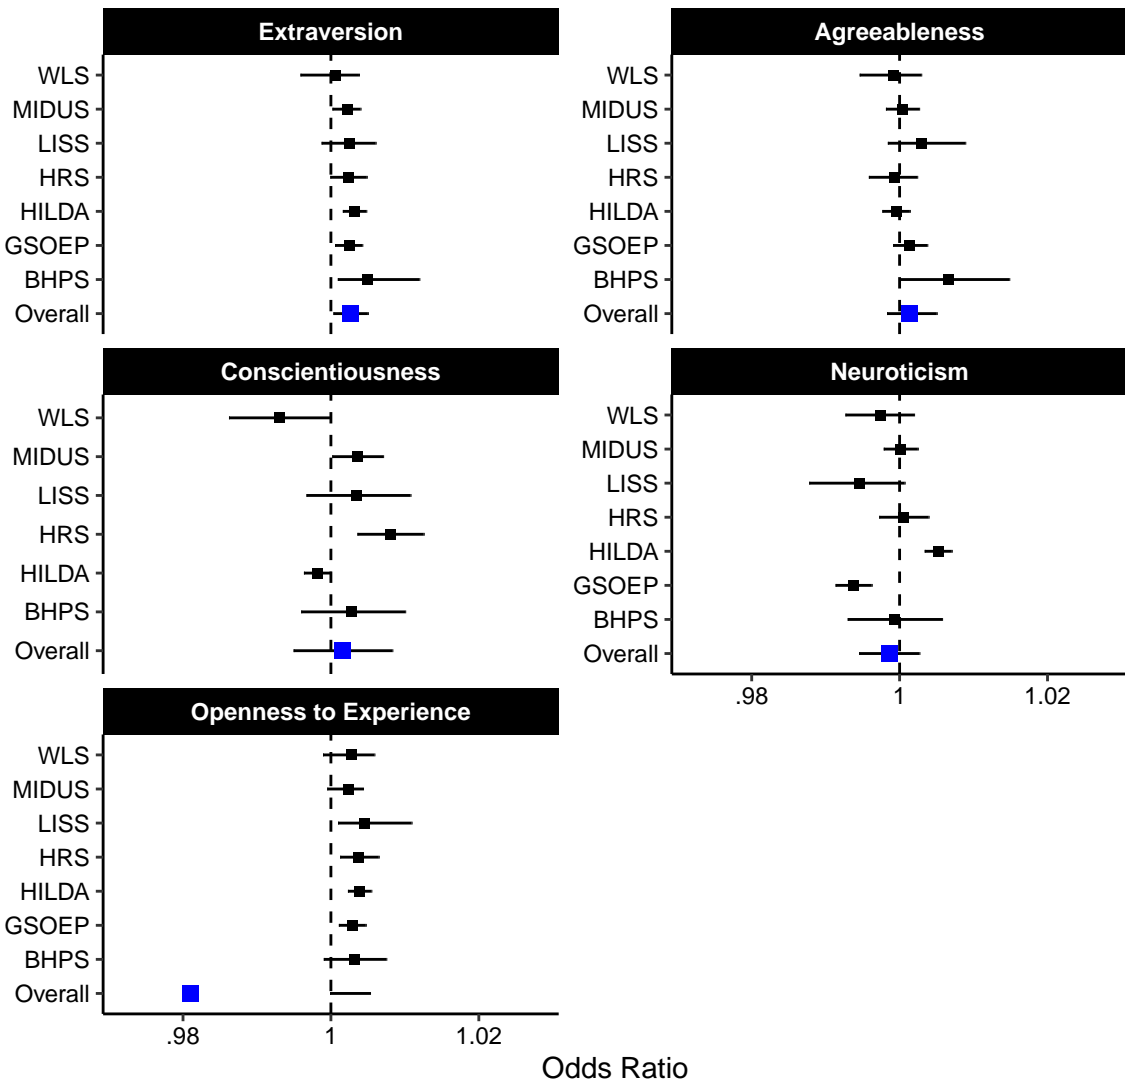 Extraversion
WLS
MIDUS
LISS
HRS
HILDA
GSOEP
BHPS
Overall
Agreeableness
WLS
MIDUS
LISS
HRS
HILDA
GSOEP
BHPS
Overall
Conscientiousness
WLS
MIDUS
LISS
HRS
HILDA
BHPS
Overall
Neuroticism
WLS
MIDUS
LISS
HRS
HILDA
GSOEP
BHPS
Overall
.98 1 1.02
Openness to Experience
WLS
MIDUS
LISS
HRS
HILDA
GSOEP
BHPS
Overall
.98 1 1.02
Odds Ratio